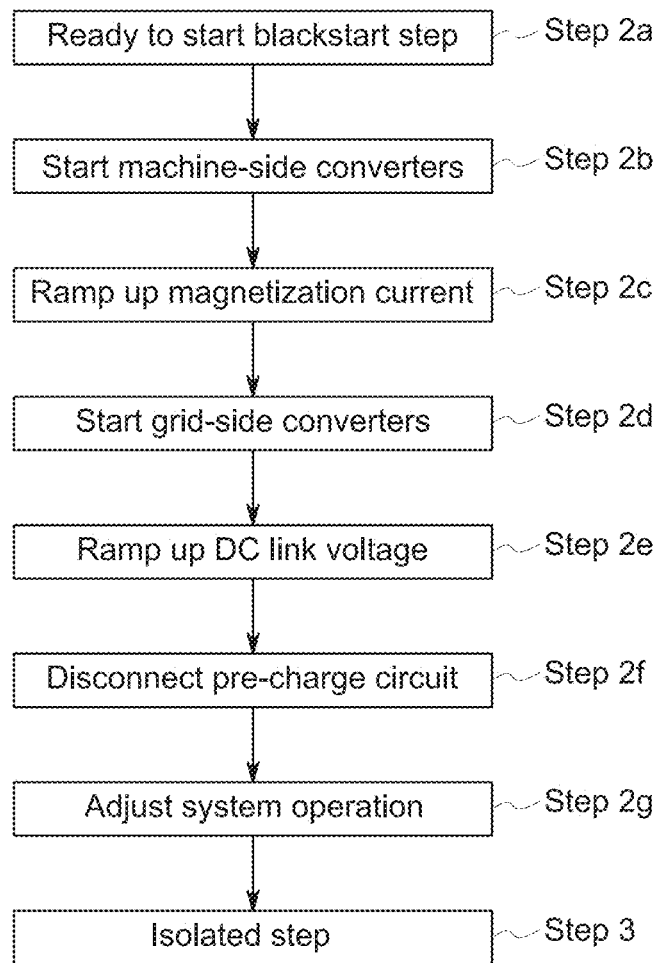 Ready to start blackstart step Step 2a
Start machine-side converters Step 2b
Ramp up magnetization current Step 2c
Start grid-side converters Step 2d
Ramp up DC link voltage Step 2e
Disconnect pre-charge circuit Step 2f
Adjust system operation Step 2g
Isolated step Step 3